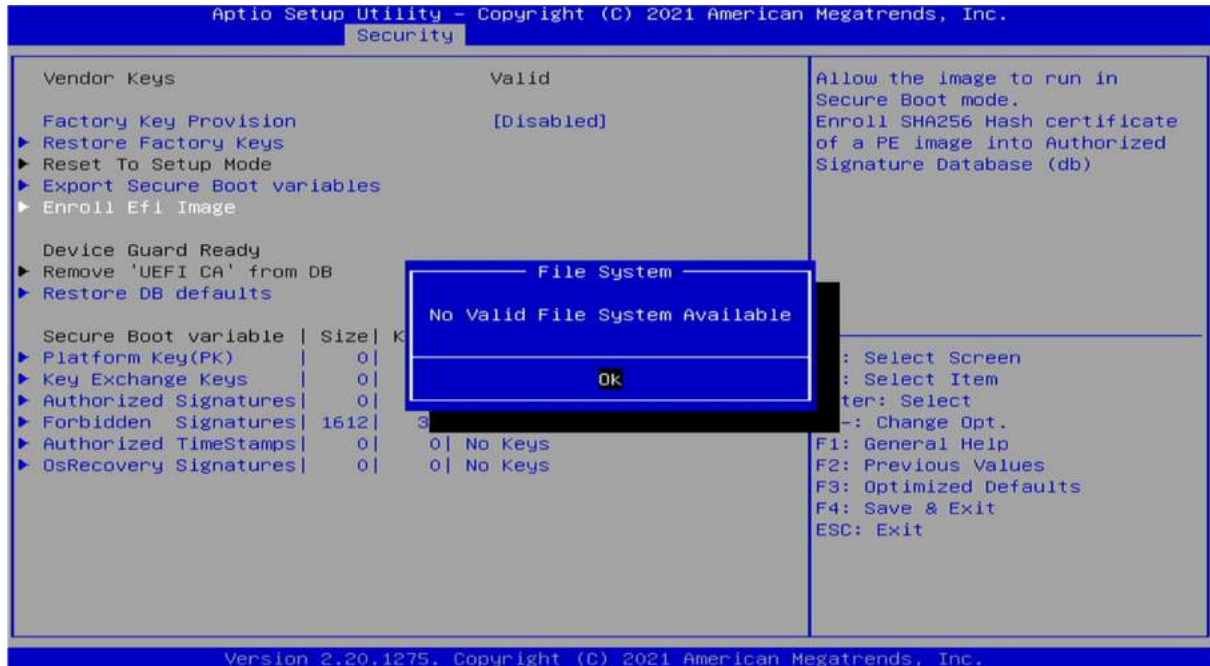 Aptio Setup Utility – Copyright (C) 2021 American Megatrends, Inc.
Security
Vendor Keys Valid
Factory Key Provision [Disabled]
Restore Factory Keys
Reset To Setup Mode
Export Secure Boot variables
Enroll Efi Image
Device Guard Ready
Remove 'UEFI CA' from DB
Restore DB defaults
Secure Boot variable | Size| K
Platform Key(PK) | 0|
Key Exchange Keys | 0|
Authorized Signatures| 0|
Forbidden Signatures| 1612| 3
Authorized TimeStamps| 0| 0| No Keys
OsRecovery Signatures| 0| 0| No Keys
File System
No Valid File System Available
Ok
Allow the image to run in
Secure Boot mode.
Enroll SHA256 Hash certificate
of a PE image into Authorized
Signature Database (db)
: Select Screen
: Select Item
ter: Select
-: Change Opt.
F1: General Help
F2: Previous Values
F3: Optimized Defaults
F4: Save & Exit
ESC: Exit
Version 2.20.1275. Copyright (C) 2021 American Megatrends, Inc.